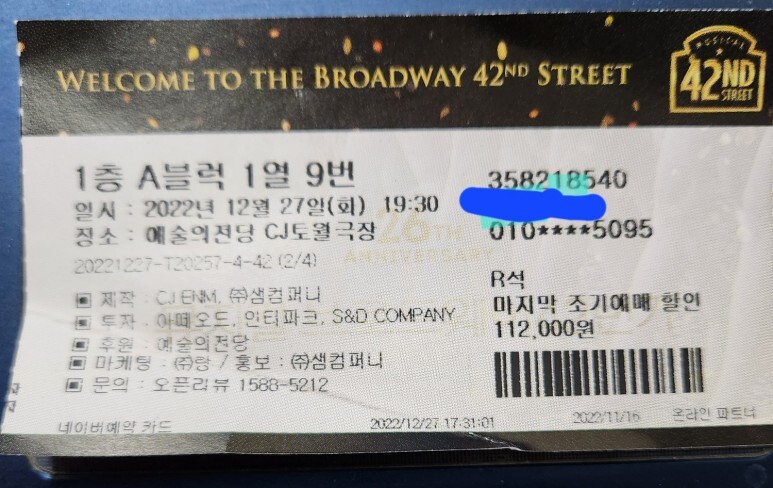 WELCOME TO THE BROADWAY 42ND STREET
MUSICAL
42ND
STREET
1층 A블럭 1열 9번
358218540
일시 : 2022년 12월 27일(화) 19:30
장소 : 예술의전당 CJ토월극장
010****5095
26TH
ANNIVERSARY
20221227-T20257-4-42 (2/4)
R석
제작 : CJ ENM, ㈜샘컴퍼니
마지막 조기예매 할인
투자 : 아떼오드, 인터파크, S&D COMPANY
112,000원
후원 : 예술의전당
마케팅 : ㈜랑 / 홍보 : ㈜샘컴퍼니
문의 : 오픈리뷰 1588-5212
네이버예약 카드
2022/12/27 17:31:01
2022/11/16
온라인 파트너